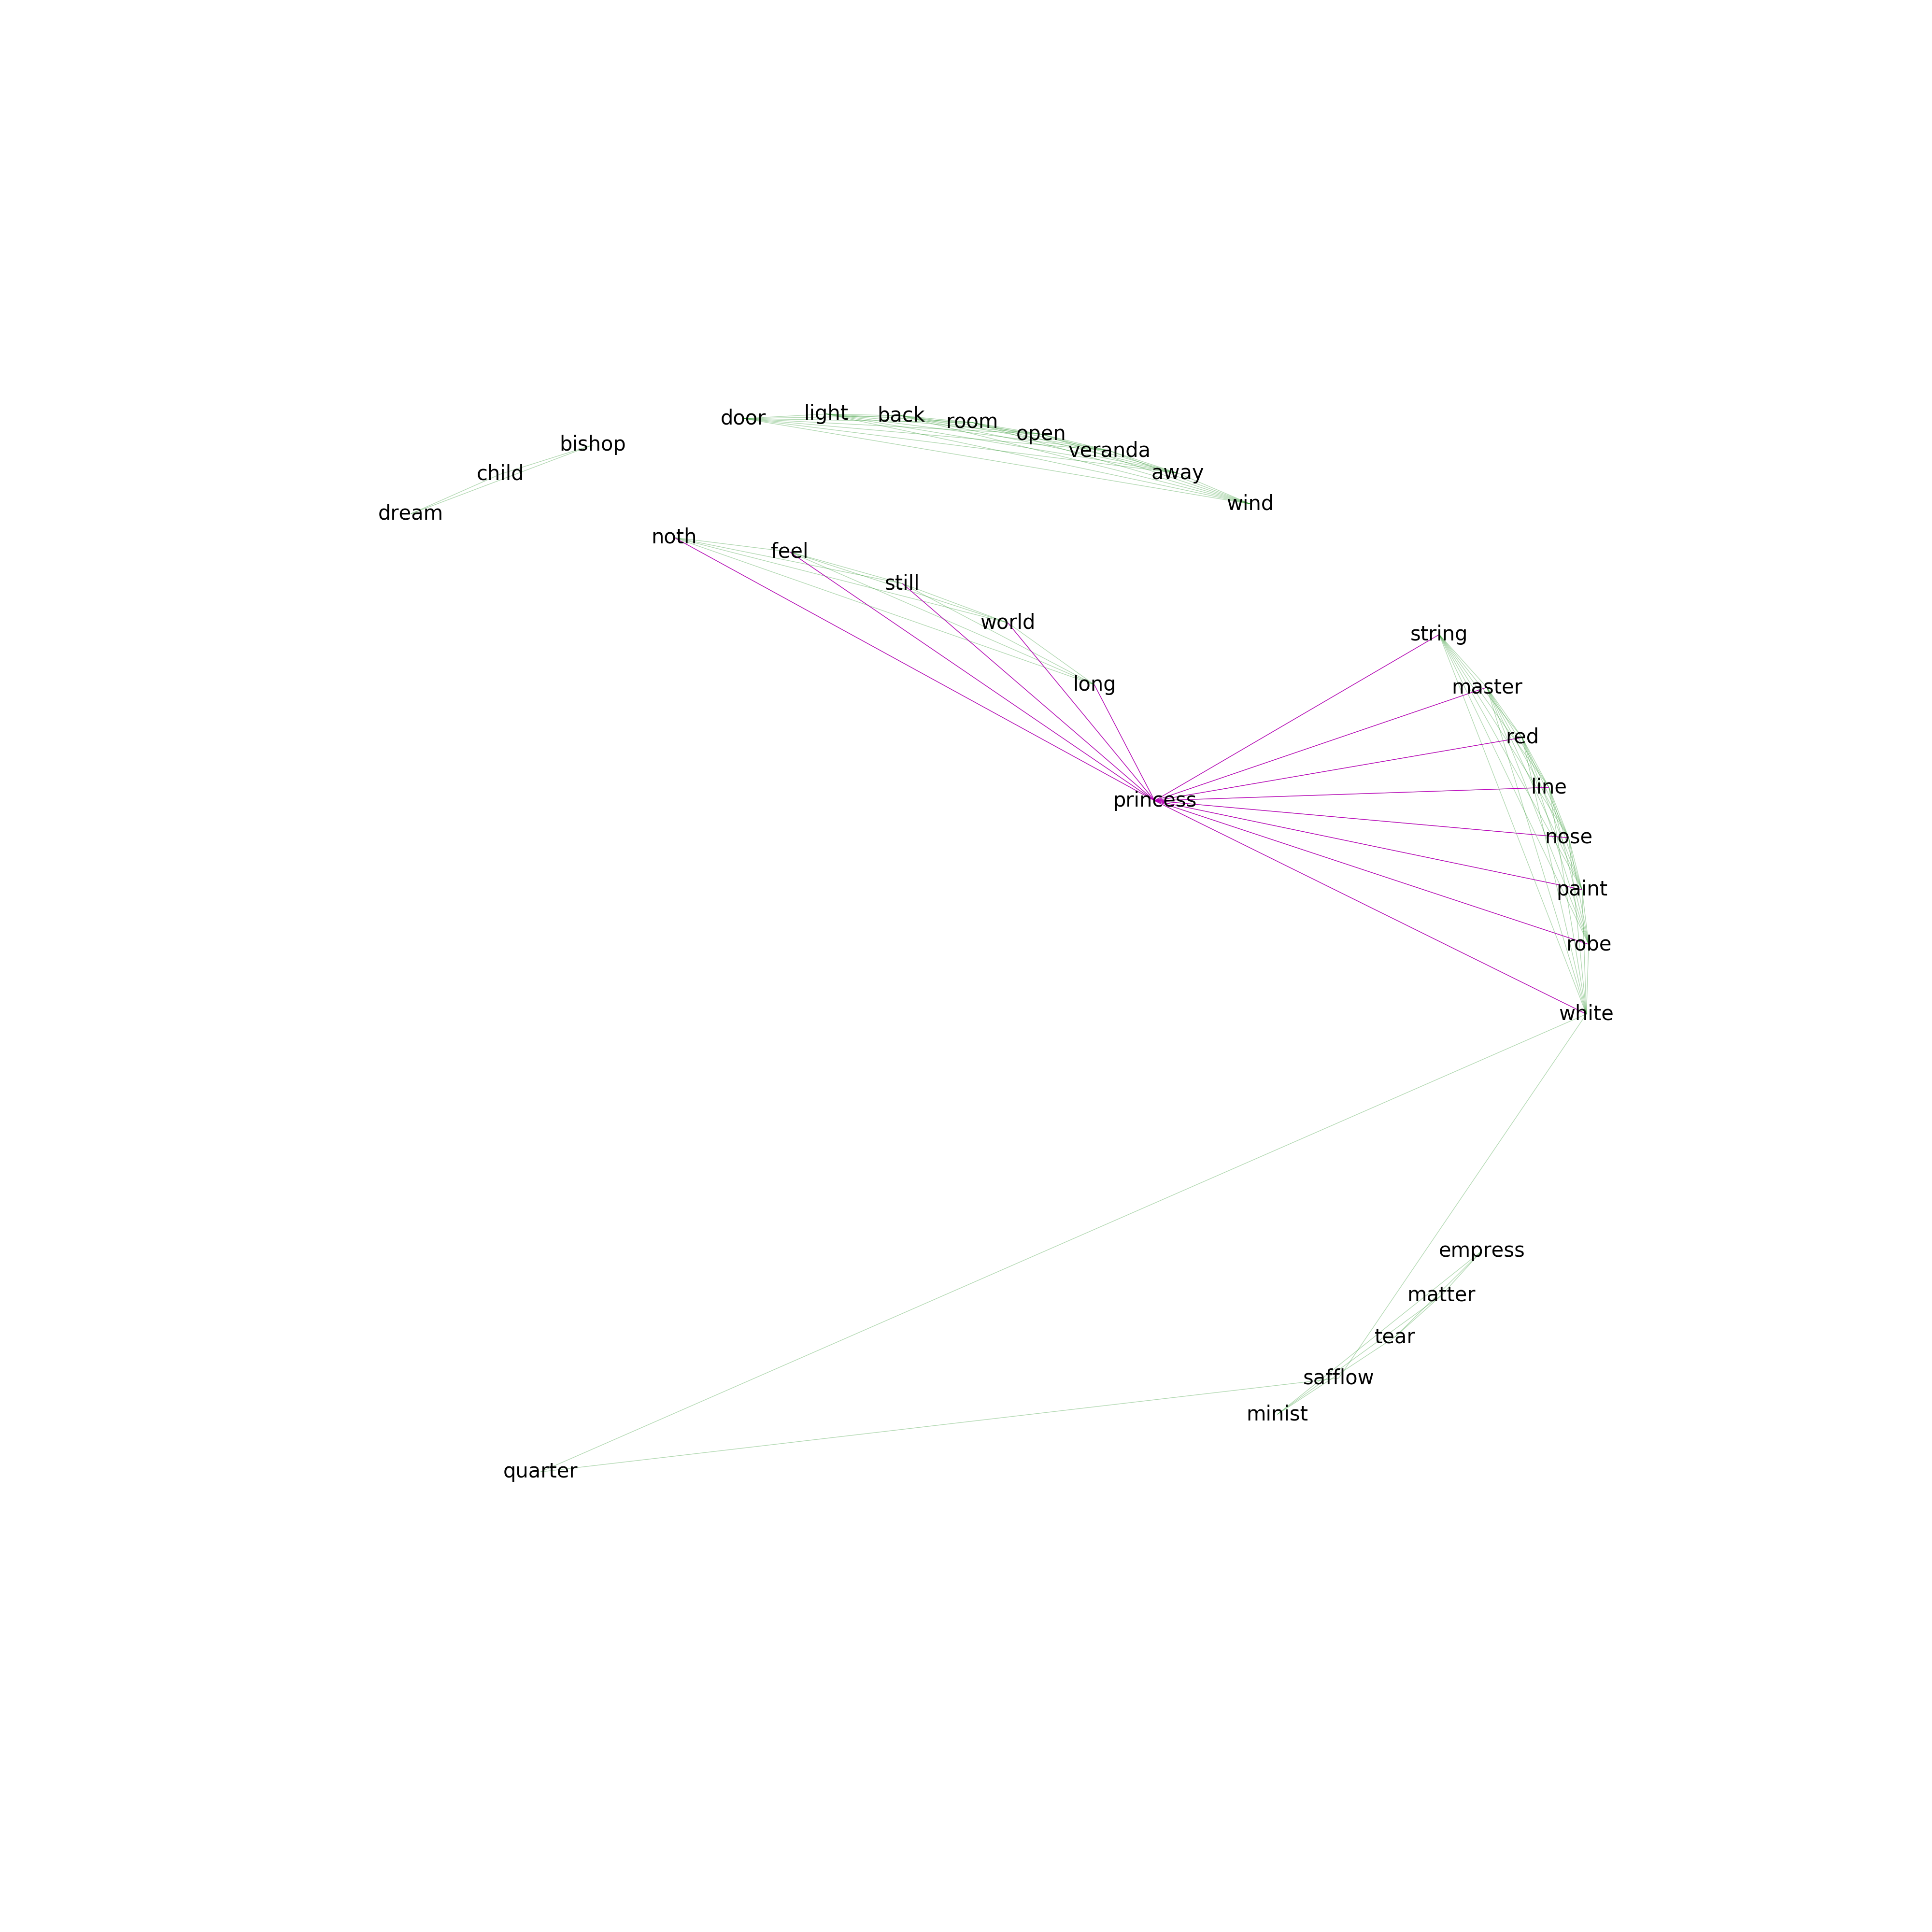 door
light
back
room
open
veranda
away
wind
bishop
child
dream
noth
feel
still
world
long
princess
string
master
red
line
nose
paint
robe
white
empress
matter
tear
safflow
minist
quarter